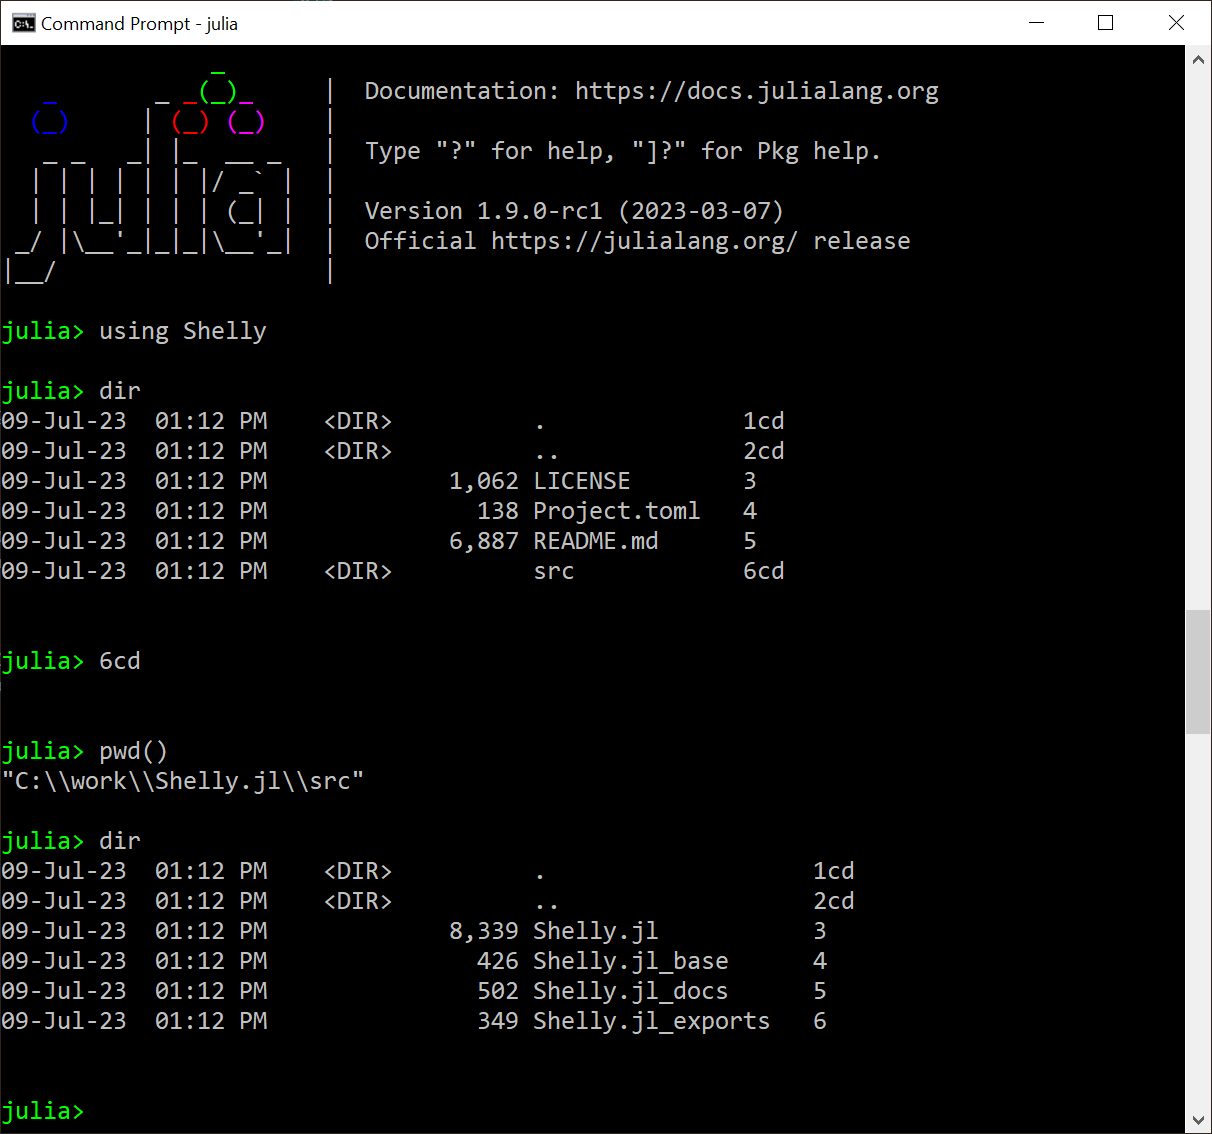 Command Prompt - julia
               _
   _       _ _(_)_     |  Documentation: https://docs.julialang.org
  (_)     | (_) (_)    |
   _ _   _| |_  __ _   |  Type "?" for help, "]?" for Pkg help.
  | | | | | | |/ _` |  |
  | | |_| | | | (_| |  |  Version 1.9.0-rc1 (2023-03-07)
 _/ |\__'_|_|_|\__'_|  |  Official https://julialang.org/ release
|__/                   |
julia> using Shelly
julia> dir
09-Jul-23  01:12 PM    <DIR>          .              1cd
09-Jul-23  01:12 PM    <DIR>          ..             2cd
09-Jul-23  01:12 PM             1,062 LICENSE        3
09-Jul-23  01:12 PM               138 Project.toml   4
09-Jul-23  01:12 PM             6,887 README.md      5
09-Jul-23  01:12 PM    <DIR>          src            6cd
julia> 6cd
julia> pwd()
"C:\\work\\Shelly.jl\\src"
julia> dir
09-Jul-23  01:12 PM    <DIR>          .                   1cd
09-Jul-23  01:12 PM    <DIR>          ..                  2cd
09-Jul-23  01:12 PM             8,339 Shelly.jl           3
09-Jul-23  01:12 PM               426 Shelly.jl_base      4
09-Jul-23  01:12 PM               502 Shelly.jl_docs      5
09-Jul-23  01:12 PM               349 Shelly.jl_exports   6
julia>